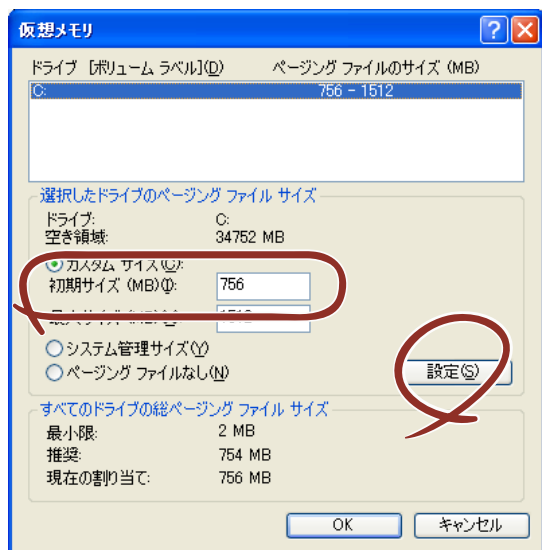 仮想メモリ
ドライブ [ボリューム ラベル](D) ページング ファイルのサイズ (MB)
C: 756 - 1512
選択したドライブのページング ファイル サイズ
ドライブ: C:
空き領域: 34752 MB
カスタム サイズ(C):
初期サイズ (MB)(I): 756
最大サイズ (MB)(X): 1512
システム管理サイズ(Y)
ページング ファイルなし(N) 設定(S)
すべてのドライブの総ページング ファイル サイズ
最小限: 2 MB
推奨: 754 MB
現在の割り当て: 756 MB
OK キャンセル